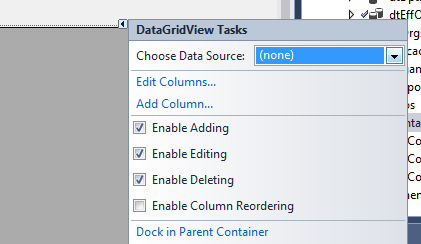 DataGridView Tasks
Choose Data Source: (none)
Edit Columns...
Add Column...
Enable Adding
Enable Editing
Enable Deleting
Enable Column Reordering
Dock in Parent Container
dtEffO